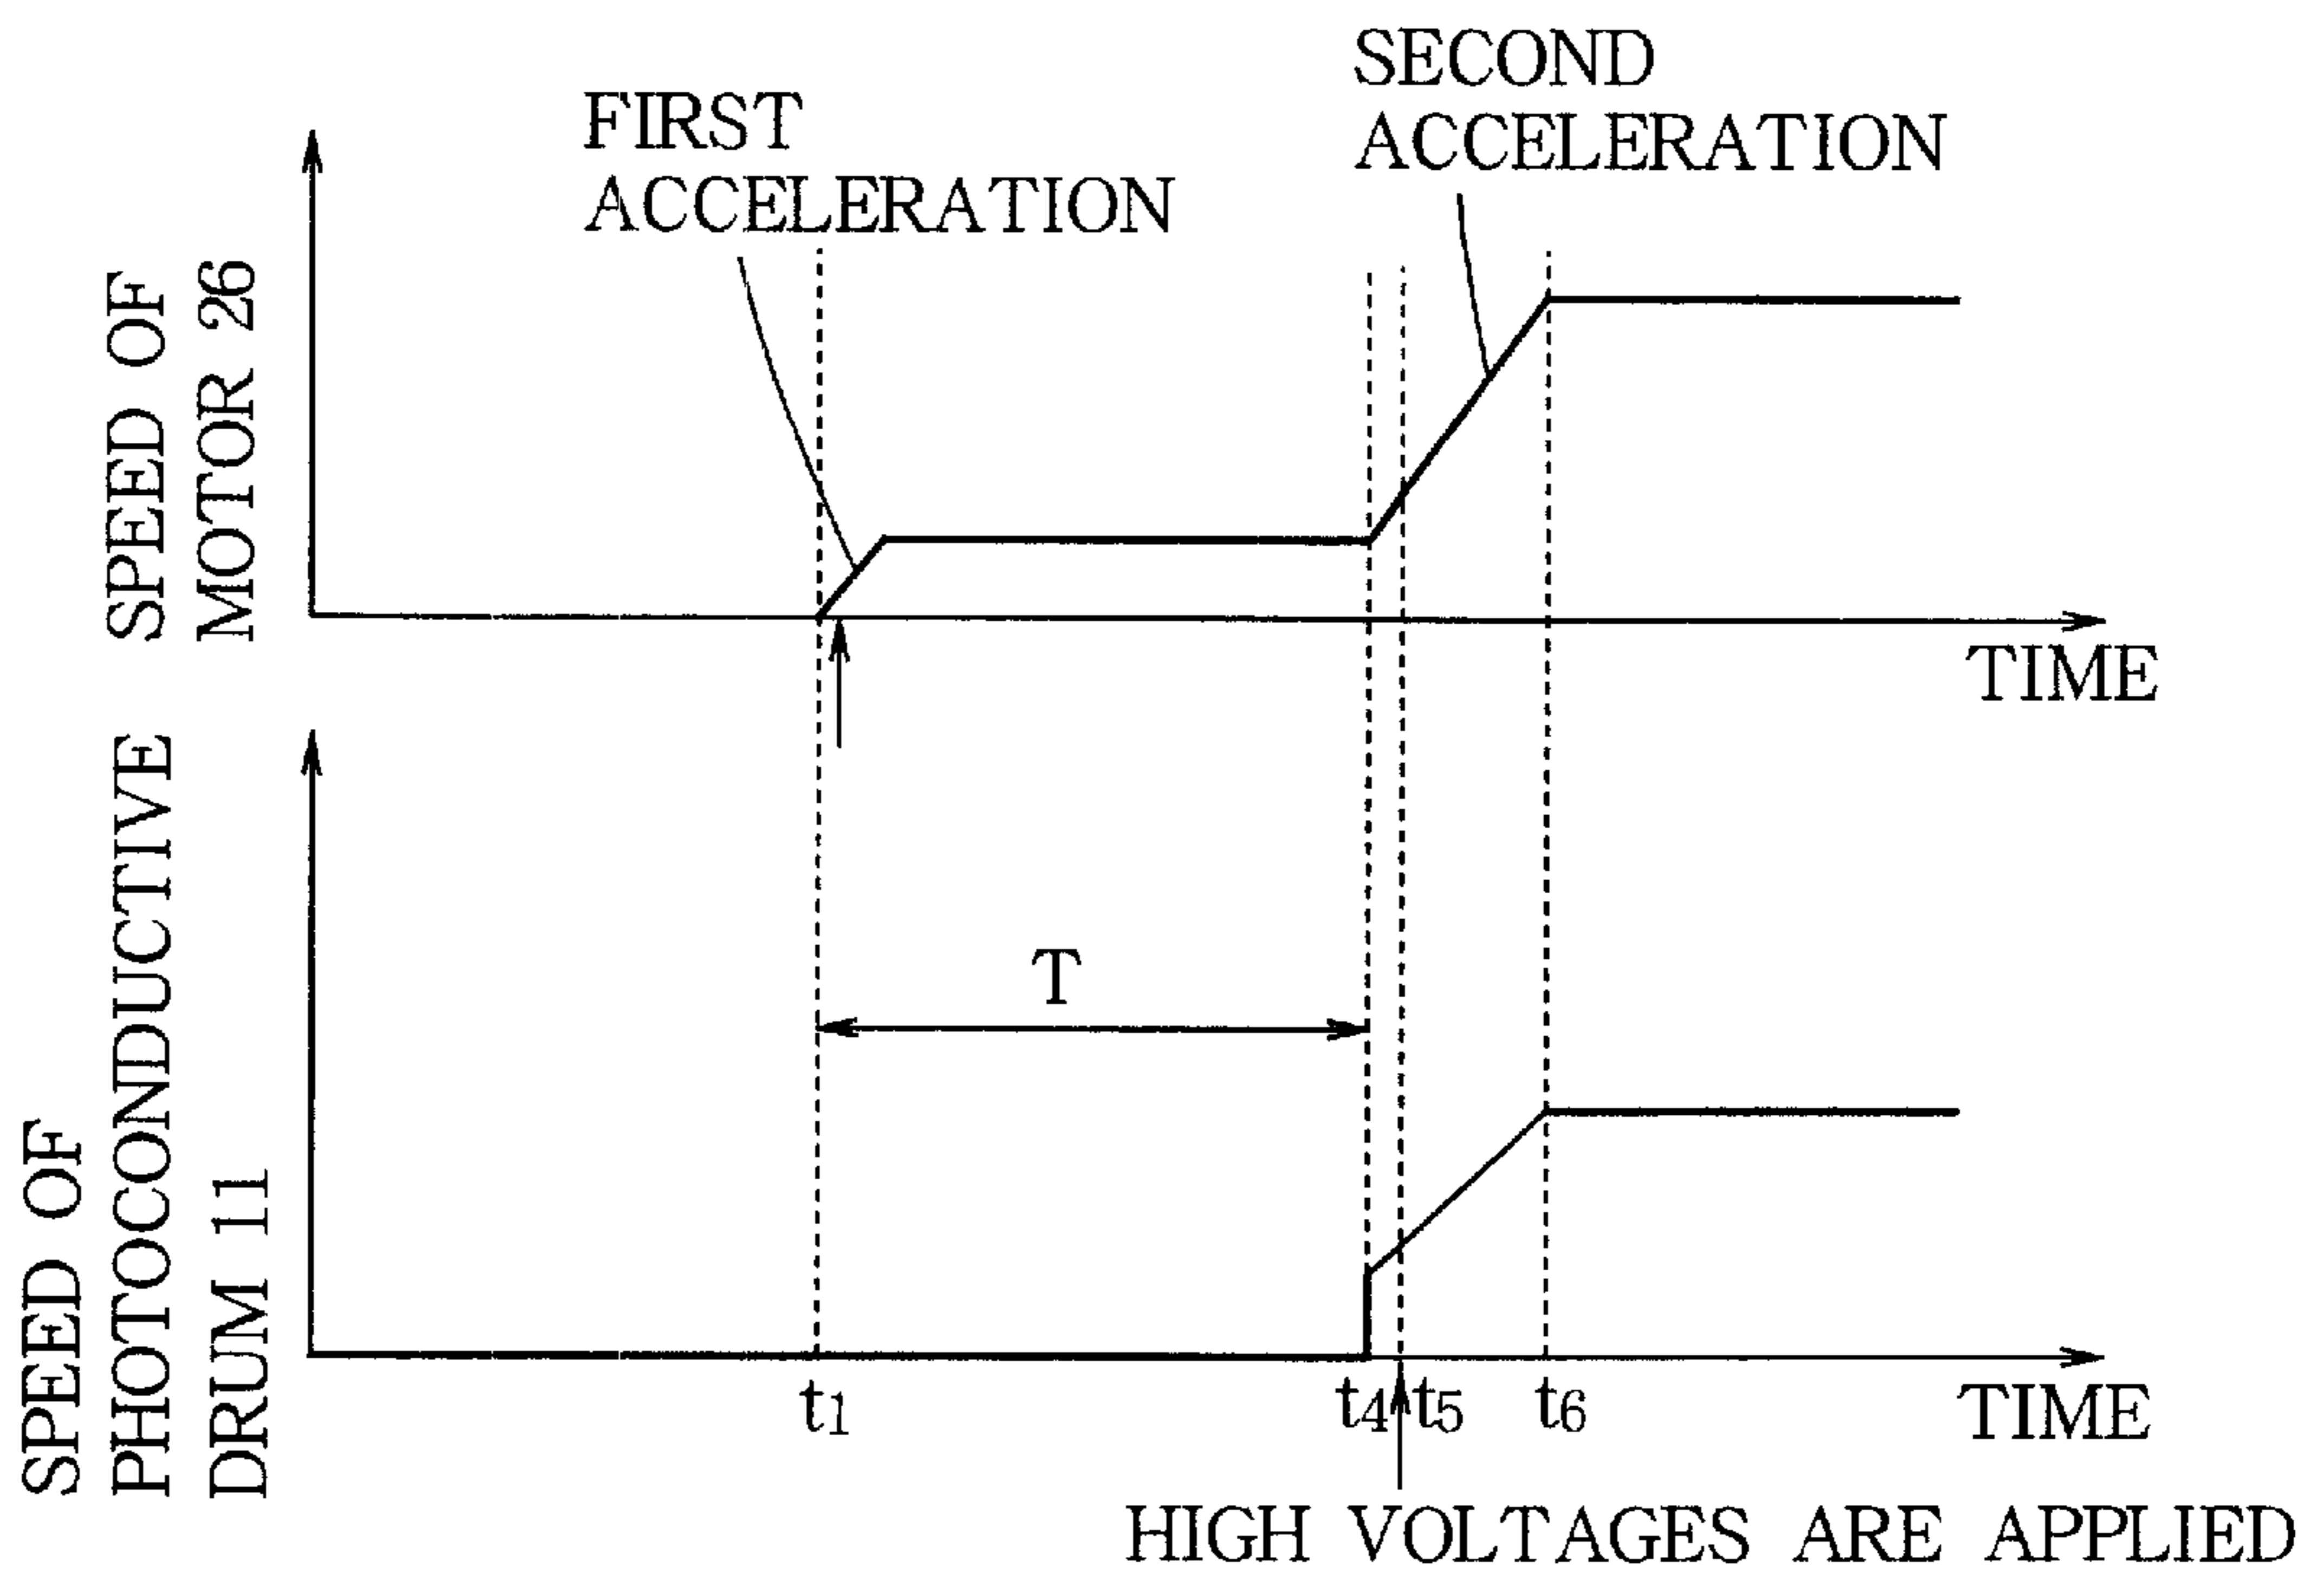 SECOND
ACCELERATION
FIRST
ACCELERATION
SPEED OF
MOTOR 26
TIME
SPEED OF
PHOTOCONDUCTIVE
DRUM 11
T
t1
t4
t5
t6
TIME
HIGH VOLTAGES ARE APPLIED